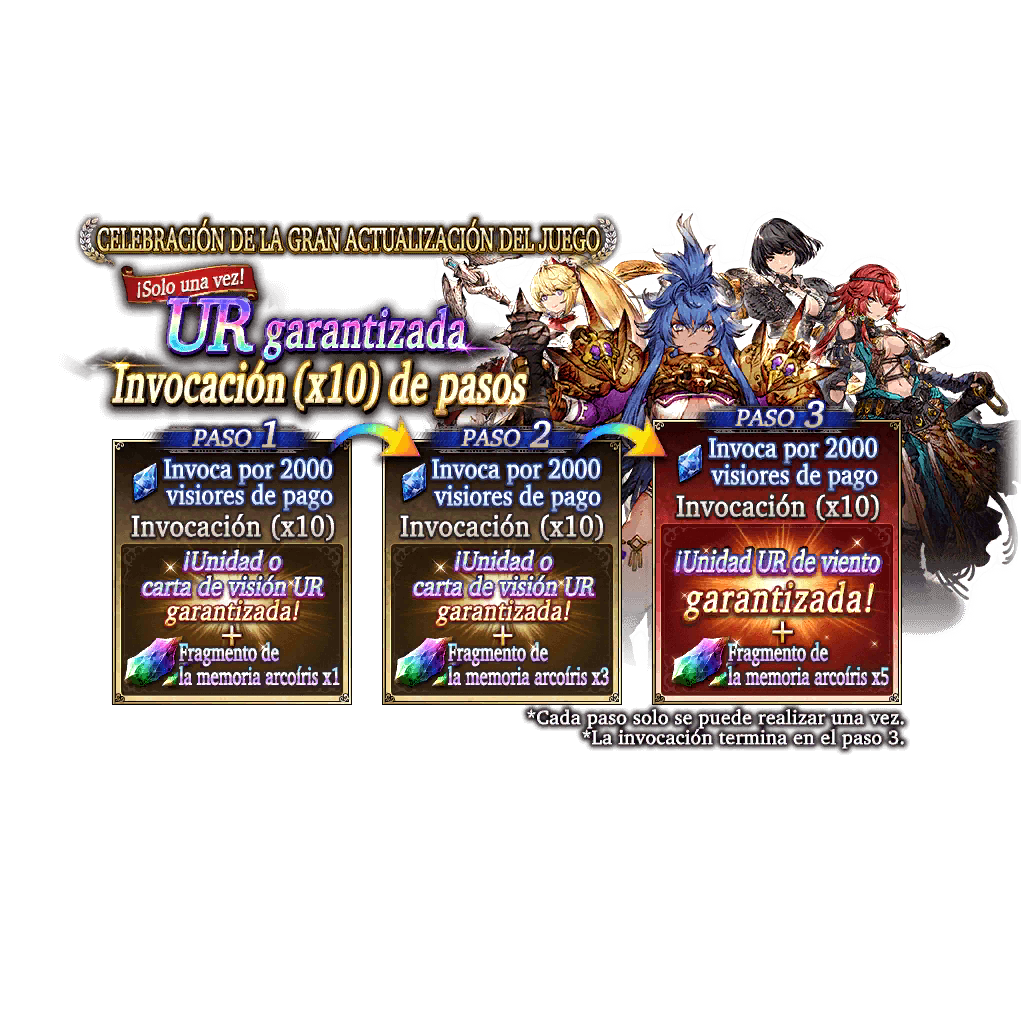 CELEBRACIÓN DE LA GRAN ACTUALIZACIÓN DEL JUEGO
¡Solo una vez!
UR garantizada
Invocación (x10) de pasos
PASO 1
Invoca por 2000
visiores de pago
Invocación (x10)
¡Unidad o
carta de visión UR
garantizada!
+
Fragmento de
la memoria arcoíris x1
PASO 2
Invoca por 2000
visiores de pago
Invocación (x10)
¡Unidad o
carta de visión UR
garantizada!
+
Fragmento de
la memoria arcoíris x3
PASO 3
Invoca por 2000
visiores de pago
Invocación (x10)
¡Unidad UR de viento
garantizada!
+
Fragmento de
la memoria arcoíris x5
*Cada paso solo se puede realizar una vez.
*La invocación termina en el paso 3.